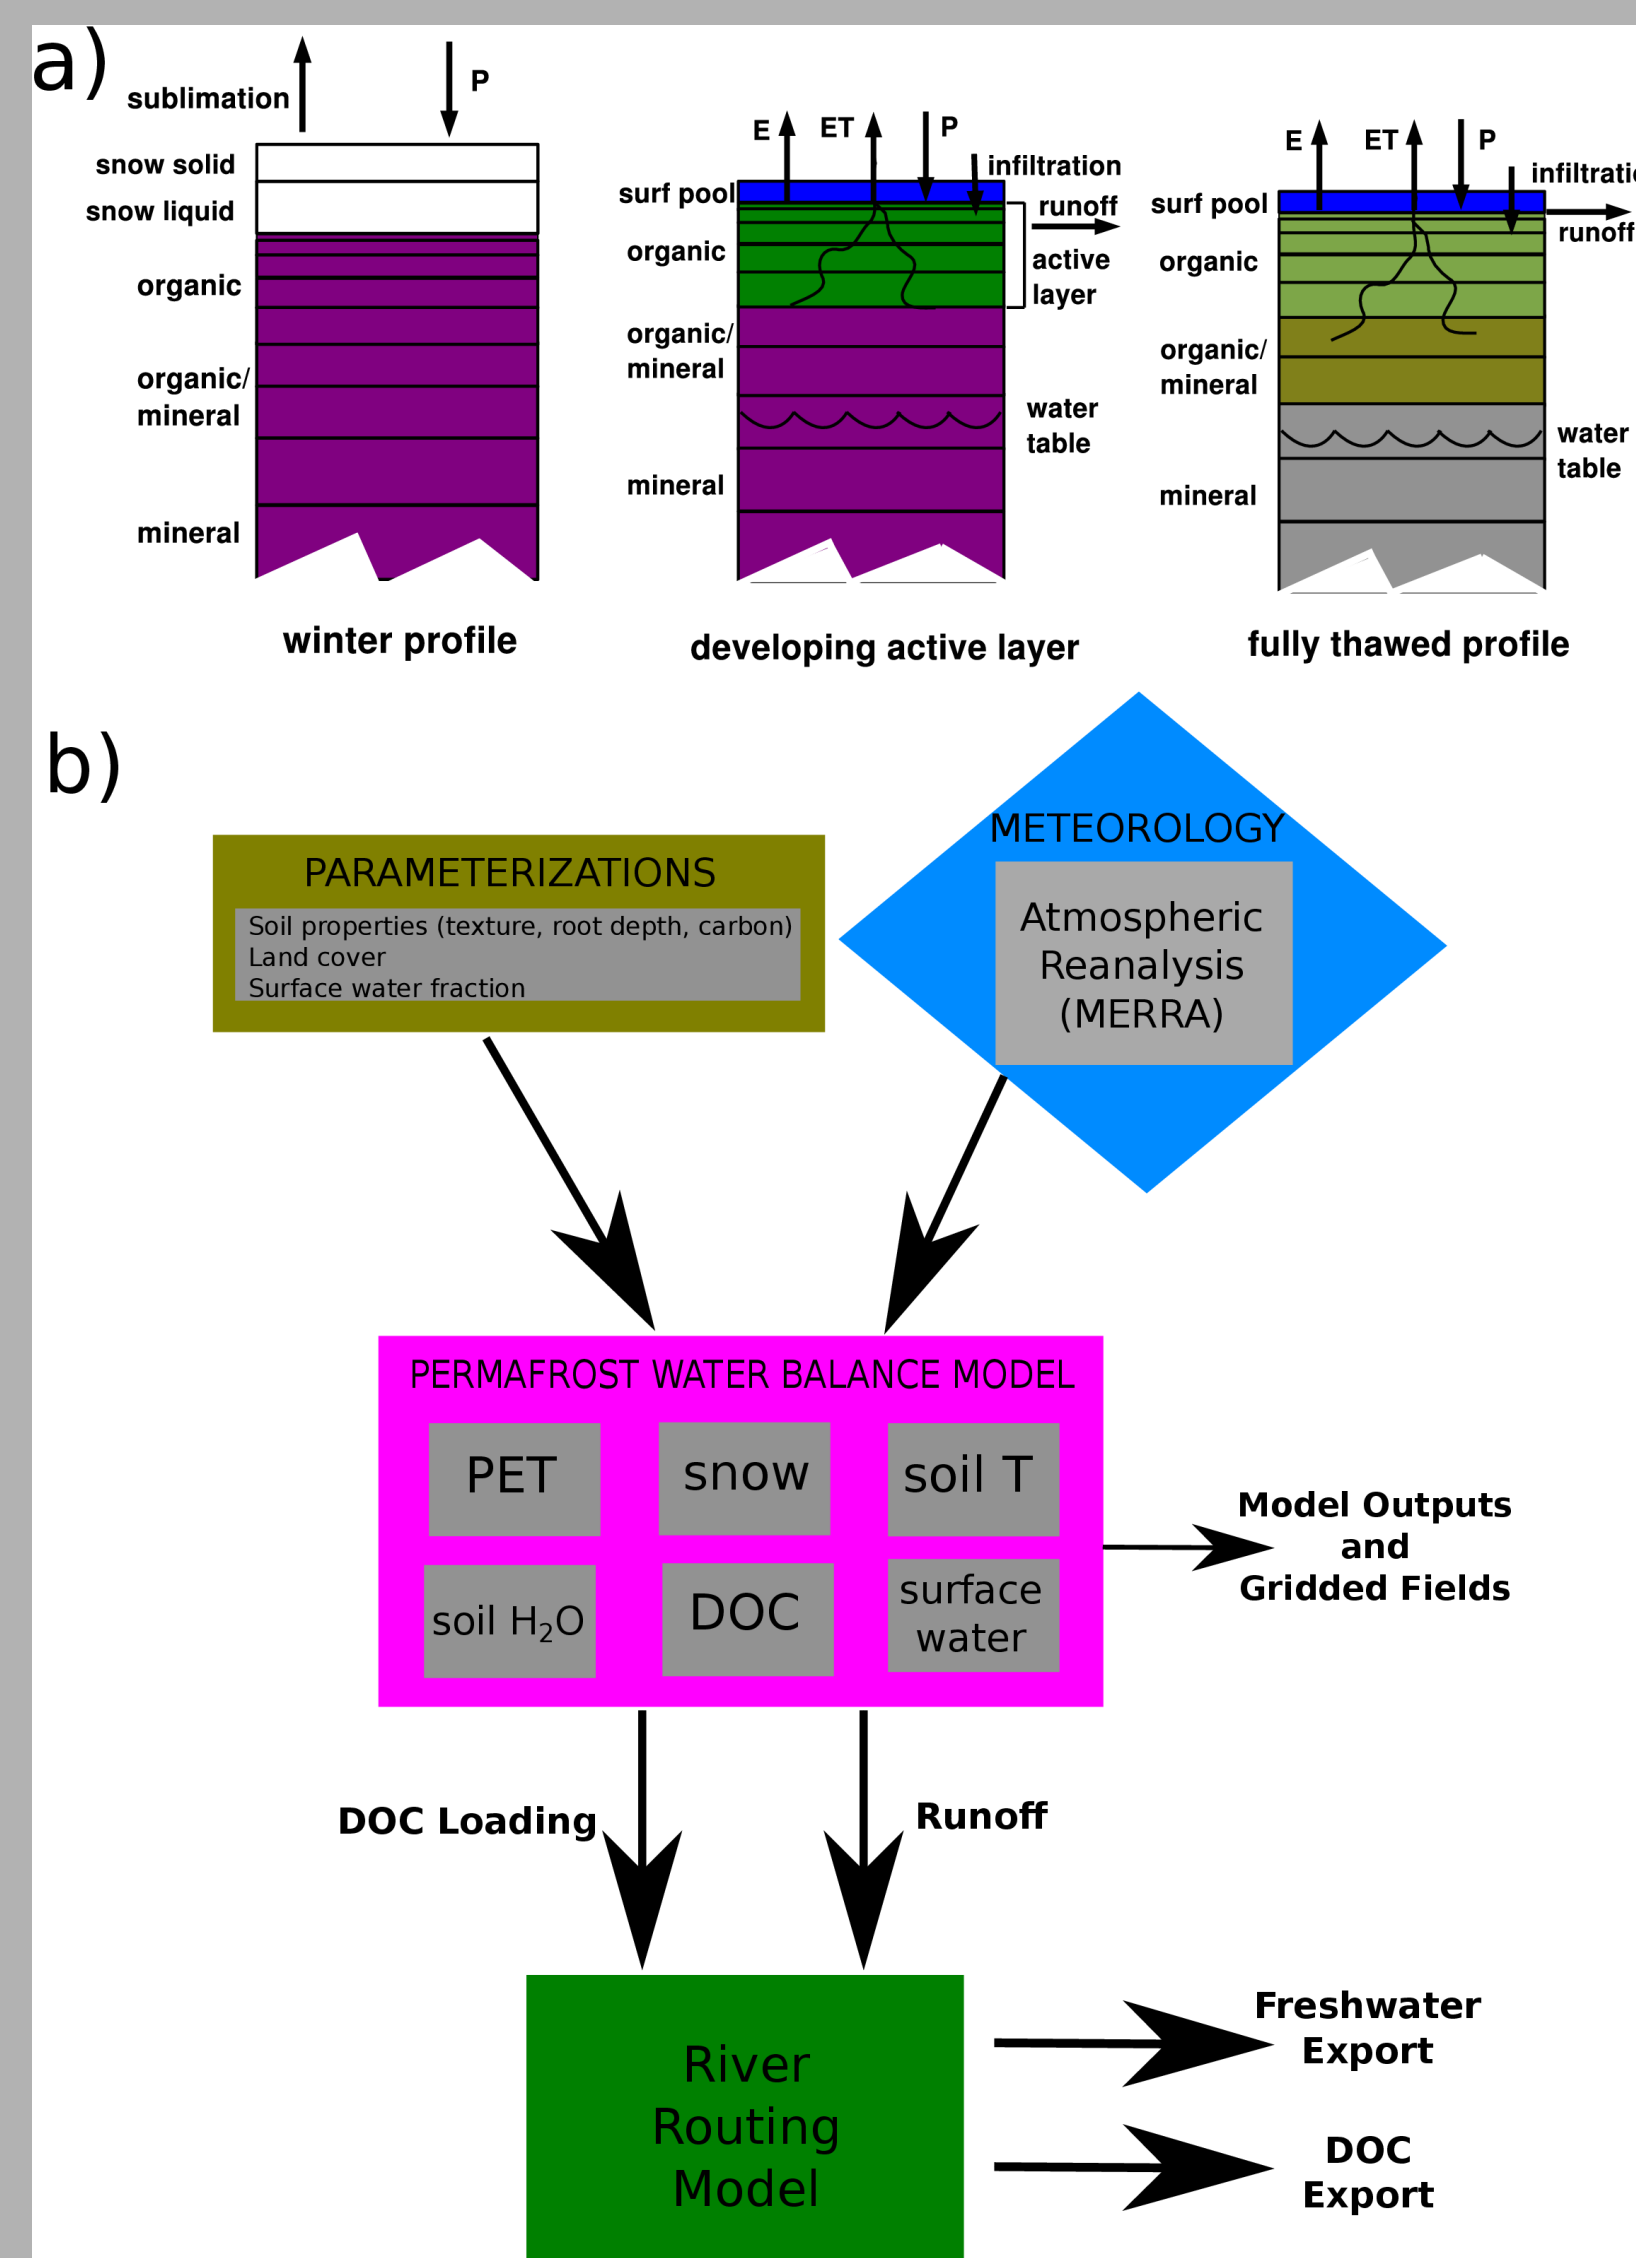 a)
sublimation
P
snow solid
snow liquid
organic
organic/
mineral
mineral
winter profile
E
ET
P
infiltration
surf pool
runoff
organic
active
layer
organic/
mineral
water
table
mineral
developing active layer
E
ET
P
infiltratio
surf pool
runoff
organic
organic/
mineral
water
table
mineral
fully thawed profile
b)
PARAMETERIZATIONS
Soil properties (texture, root depth, carbon)
Land cover
Surface water fraction
METEOROLOGY
Atmospheric
Reanalysis
(MERRA)
PERMAFROST WATER BALANCE MODEL
PET
snow
soil T
soil H₂O
DOC
surface
water
Model Outputs
and
Gridded Fields
DOC Loading
Runoff
River
Routing
Model
Freshwater
Export
DOC
Export